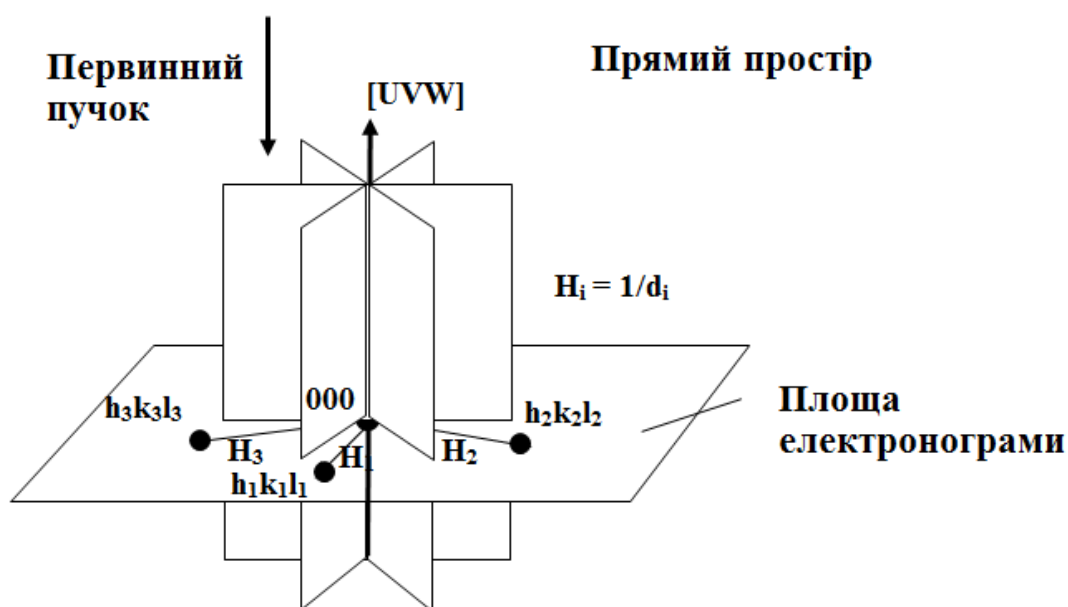 Первинний
пучок
Прямий простір
[UVW]
Hᵢ = 1/dᵢ
000
h₃k₃l₃
h₂k₂l₂
H₃
H₁
H₂
h₁k₁l₁
Площа
електронограми